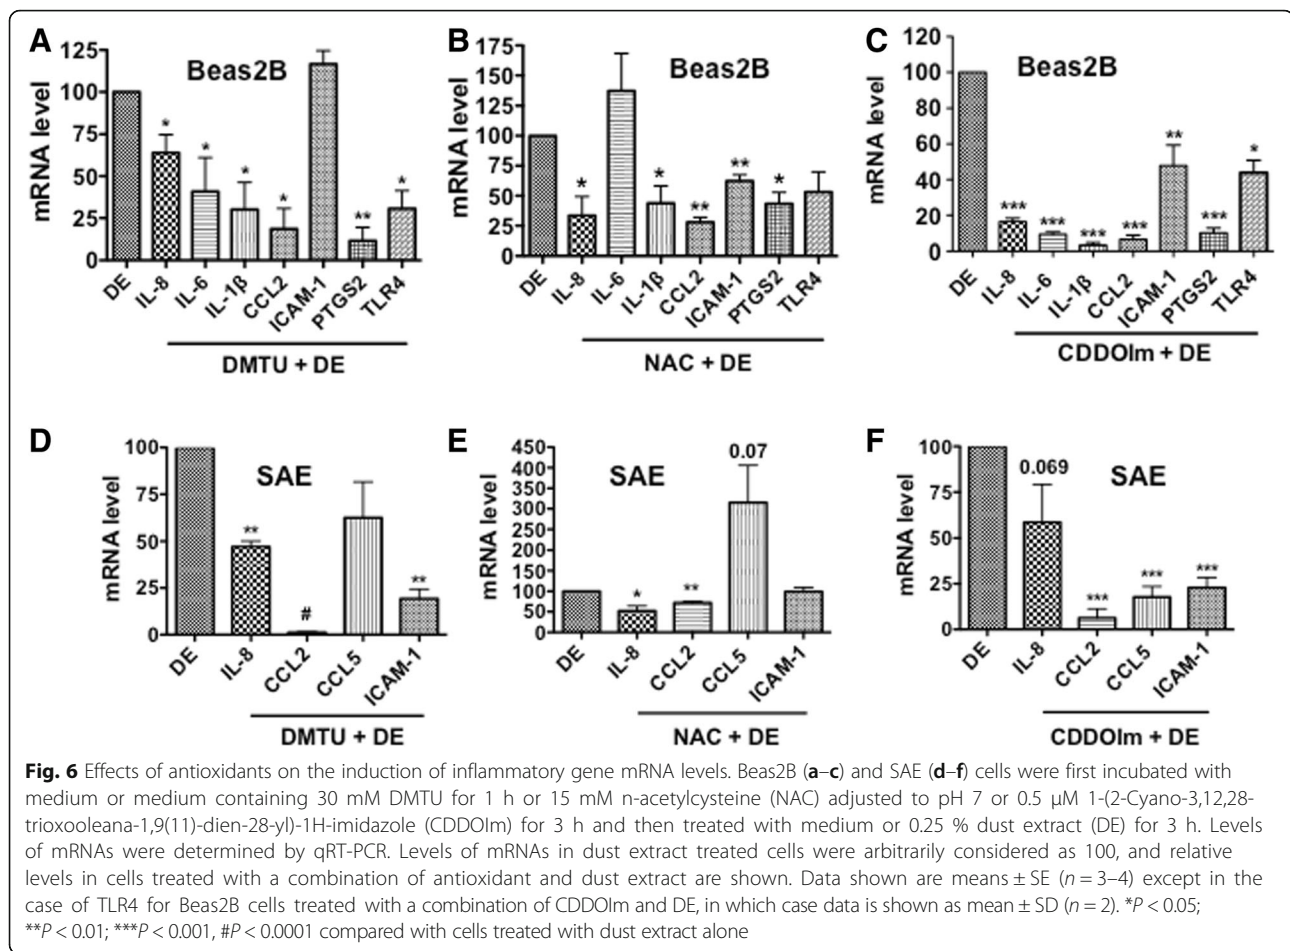 A
B
C
mRNA level
125
100
75
50
25
0
Beas2B
*
*
*
*
**
*
DE
IL-8
IL-6
IL-1β
CCL2
ICAM-1
PTGS2
TLR4
DMTU + DE
mRNA level
175
150
125
100
75
50
25
0
Beas2B
*
*
**
**
*
DE
IL-8
IL-6
IL-1β
CCL2
ICAM-1
PTGS2
TLR4
NAC + DE
mRNA level
120
100
80
60
40
20
0
Beas2B
***
***
***
***
**
***
*
DE
IL-8
IL-6
IL-1β
CCL2
ICAM-1
PTGS2
TLR4
CDDOIm + DE
D
E
F
mRNA level
100
75
50
25
0
SAE
**
#
**
DE
IL-8
CCL2
CCL5
ICAM-1
DMTU + DE
mRNA level
450
400
350
300
250
200
150
100
50
0
SAE
*
**
0.07
DE
IL-8
CCL2
CCL5
ICAM-1
NAC + DE
mRNA level
100
75
50
25
0
SAE
0.069
***
***
***
DE
IL-8
CCL2
CCL5
ICAM-1
CDDOIm + DE
Fig. 6 Effects of antioxidants on the induction of inflammatory gene mRNA levels. Beas2B (a–c) and SAE (d–f) cells were first incubated with
medium or medium containing 30 mM DMTU for 1 h or 15 mM n-acetylcysteine (NAC) adjusted to pH 7 or 0.5 μM 1-(2-Cyano-3,12,28-
trioxooleana-1,9(11)-dien-28-yl)-1H-imidazole (CDDOIm) for 3 h and then treated with medium or 0.25 % dust extract (DE) for 3 h. Levels
of mRNAs were determined by qRT-PCR. Levels of mRNAs in dust extract treated cells were arbitrarily considered as 100, and relative
levels in cells treated with a combination of antioxidant and dust extract are shown. Data shown are means ± SE (n = 3–4) except in the
case of TLR4 for Beas2B cells treated with a combination of CDDOIm and DE, in which case data is shown as mean ± SD (n = 2). *P < 0.05;
**P < 0.01; ***P < 0.001, #P < 0.0001 compared with cells treated with dust extract alone